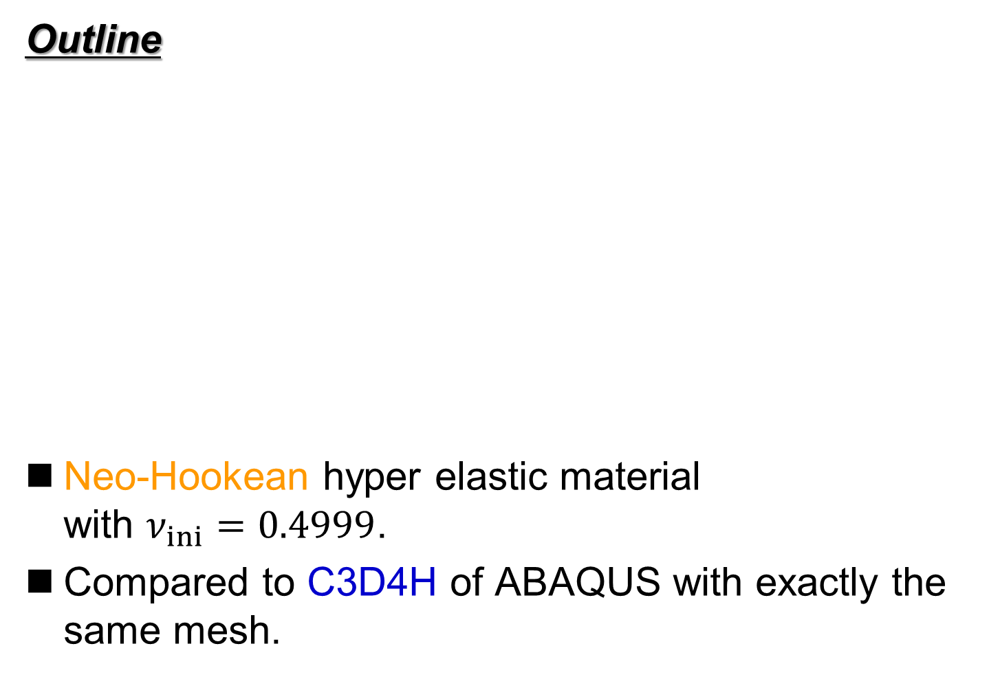 Outline
■ Neo-Hookean hyper elastic material
with ν_ini = 0.4999.
■ Compared to C3D4H of ABAQUS with exactly the
same mesh.